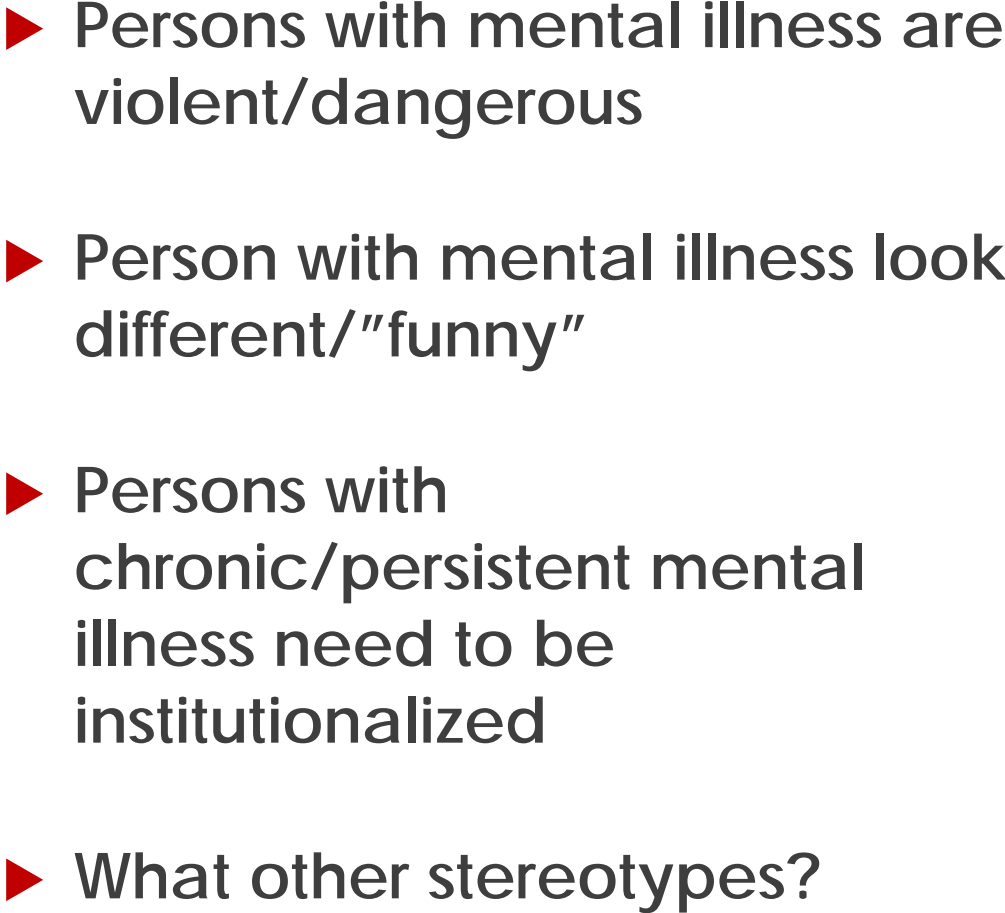 Persons with mental illness are
violent/dangerous
Person with mental illness look
different/"funny"
Persons with
chronic/persistent mental
illness need to be
institutionalized
What other stereotypes?